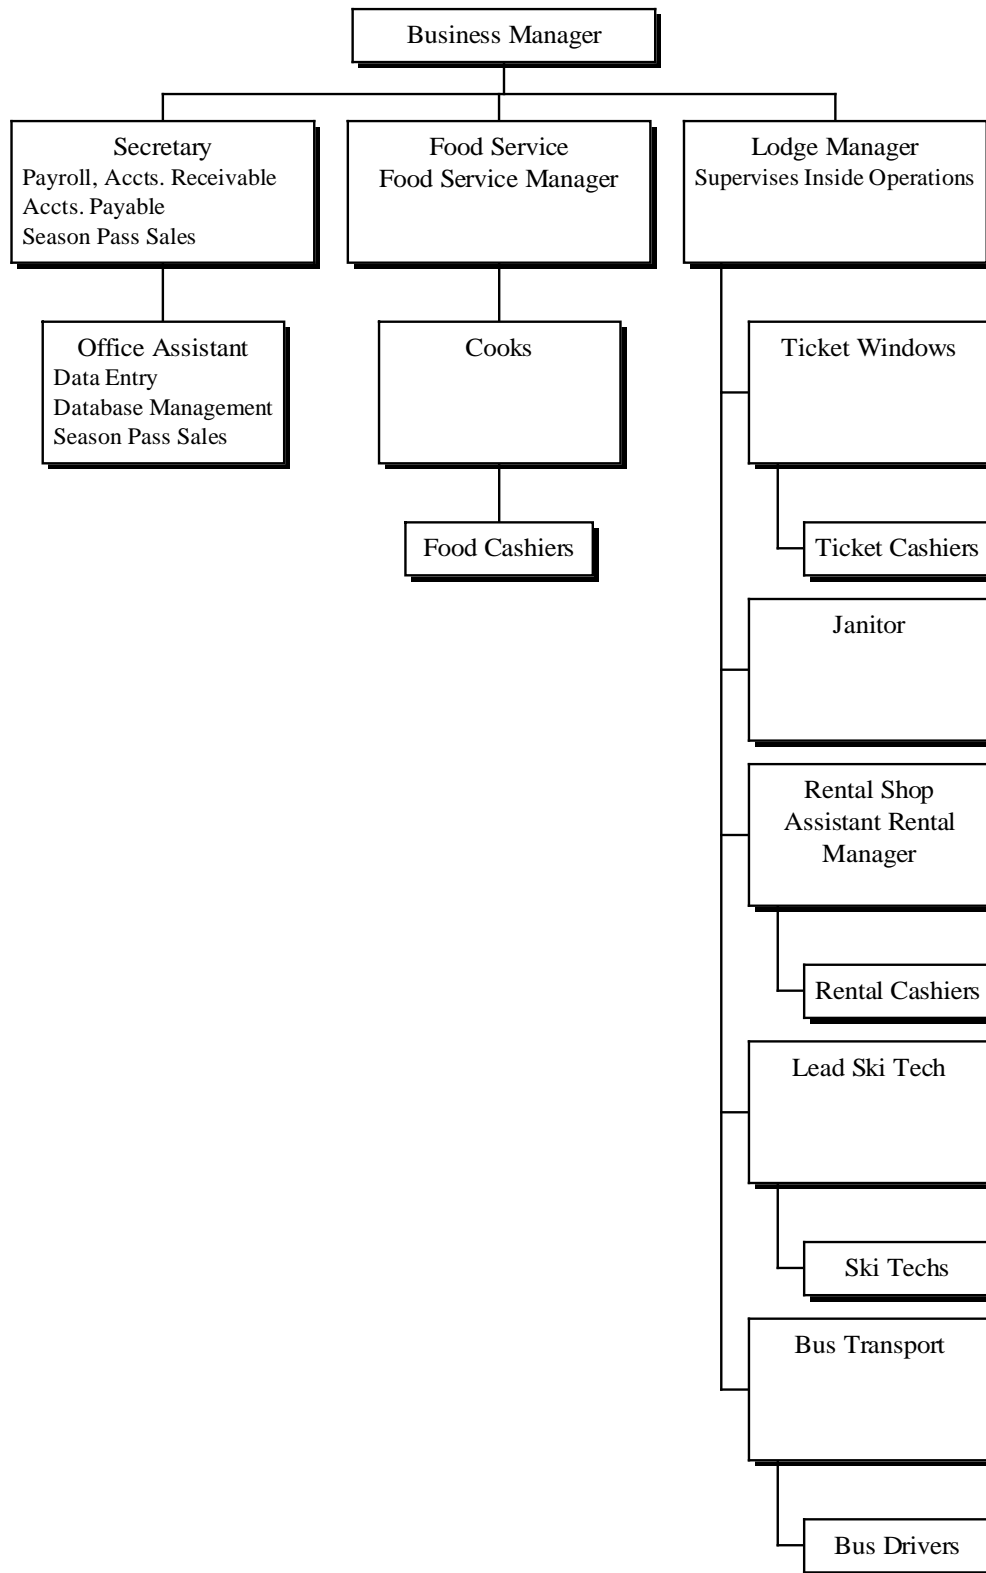 Business Manager
Secretary
Payroll, Accts. Receivable
Accts. Payable
Season Pass Sales
Food Service
Food Service Manager
Lodge Manager
Supervises Inside Operations
Office Assistant
Data Entry
Database Management
Season Pass Sales
Cooks
Food Cashiers
Ticket Windows
Ticket Cashiers
Janitor
Rental Shop
Assistant Rental
Manager
Rental Cashiers
Lead Ski Tech
Ski Techs
Bus Transport
Bus Drivers